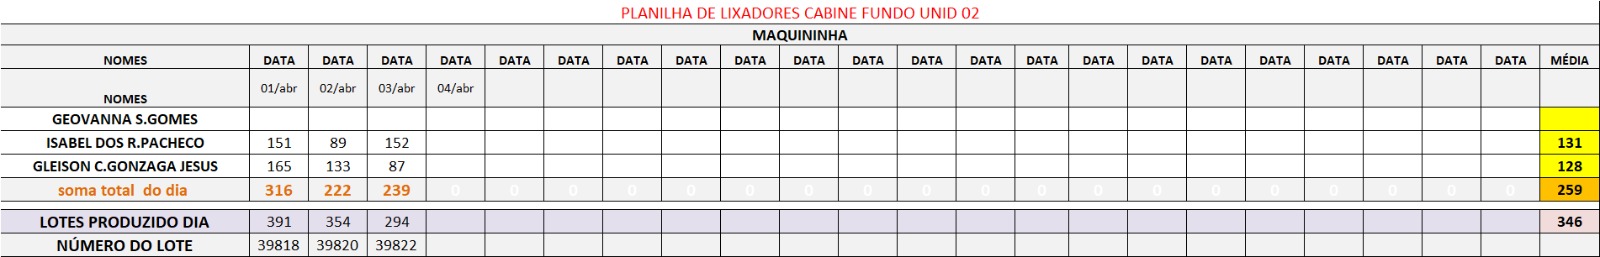 PLANILHA DE LIXADORES CABINE FUNDO UNID 02
MAQUININHA
NOMES DATA DATA DATA DATA DATA DATA DATA DATA DATA DATA DATA DATA DATA DATA DATA DATA DATA DATA DATA DATA DATA DATA MÉDIA
NOMES 01/abr 02/abr 03/abr 04/abr
GEOVANNA S.GOMES
ISABEL DOS R.PACHECO 151 89 152 131
GLEISON C.GONZAGA JESUS 165 133 87 128
soma total do dia 316 222 239 0 0 0 0 0 0 0 0 0 0 0 0 0 0 0 0 0 0 0 259
LOTES PRODUZIDO DIA 391 354 294 346
NÚMERO DO LOTE 39818 39820 39822